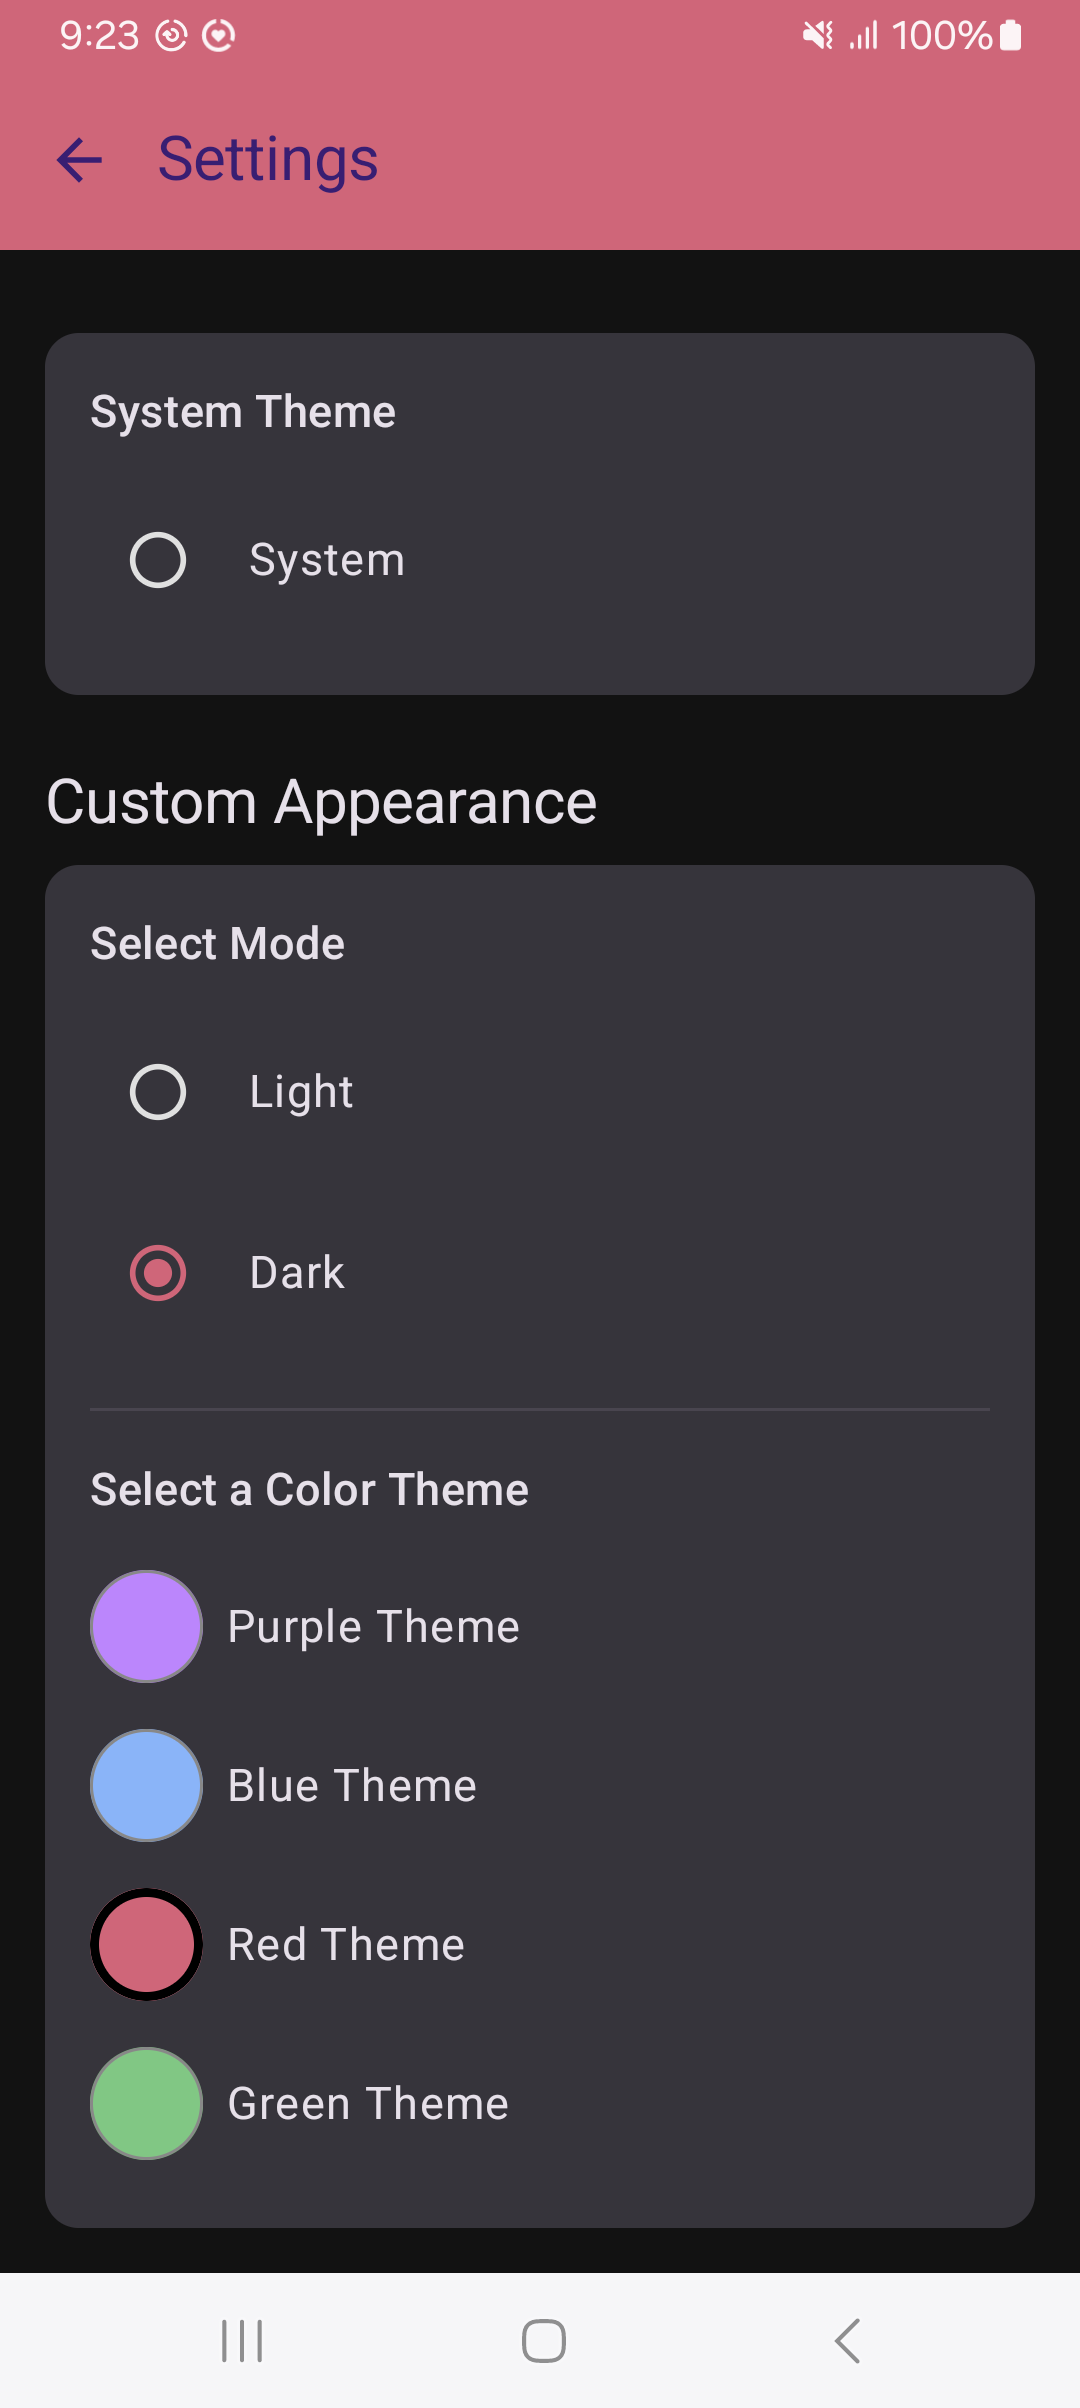 9:23
100%
Settings
System Theme
System
Custom Appearance
Select Mode
Light
Dark
Select a Color Theme
Purple Theme
Blue Theme
Red Theme
Green Theme